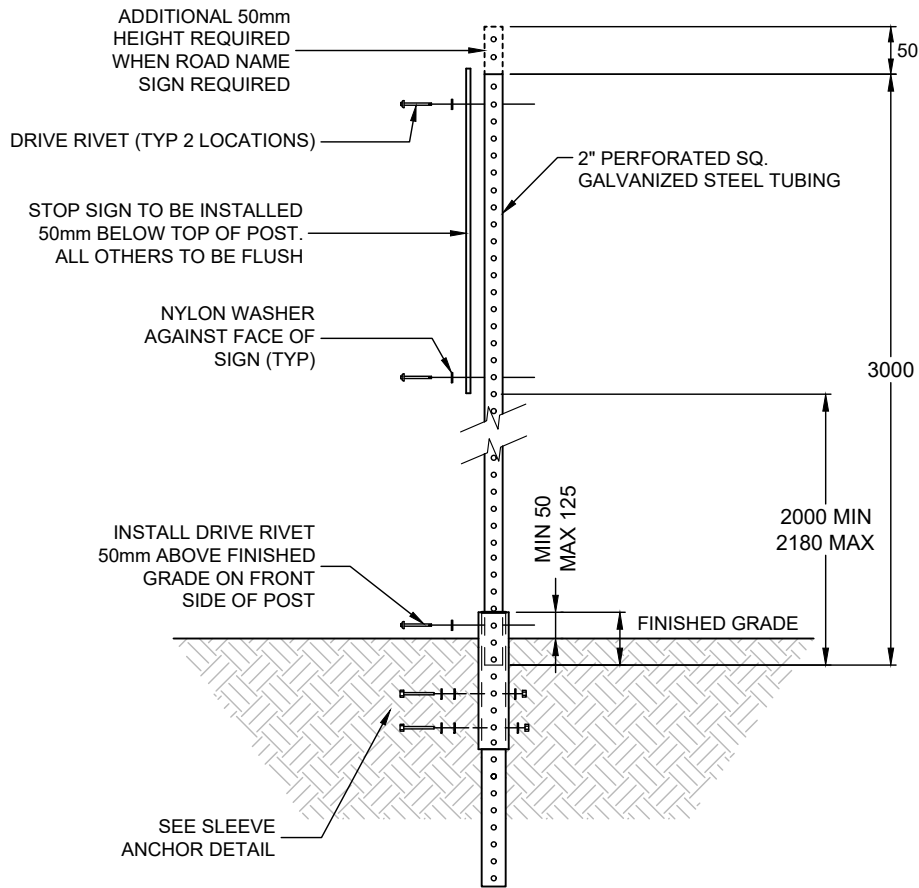 ADDITIONAL 50mm
HEIGHT REQUIRED
WHEN ROAD NAME
SIGN REQUIRED
50
DRIVE RIVET (TYP 2 LOCATIONS)
2" PERFORATED SQ.
GALVANIZED STEEL TUBING
STOP SIGN TO BE INSTALLED
50mm BELOW TOP OF POST.
ALL OTHERS TO BE FLUSH
NYLON WASHER
AGAINST FACE OF
SIGN (TYP)
3000
INSTALL DRIVE RIVET
50mm ABOVE FINISHED
GRADE ON FRONT
SIDE OF POST
MIN 50
MAX 125
2000 MIN
2180 MAX
FINISHED GRADE
SEE SLEEVE
ANCHOR DETAIL